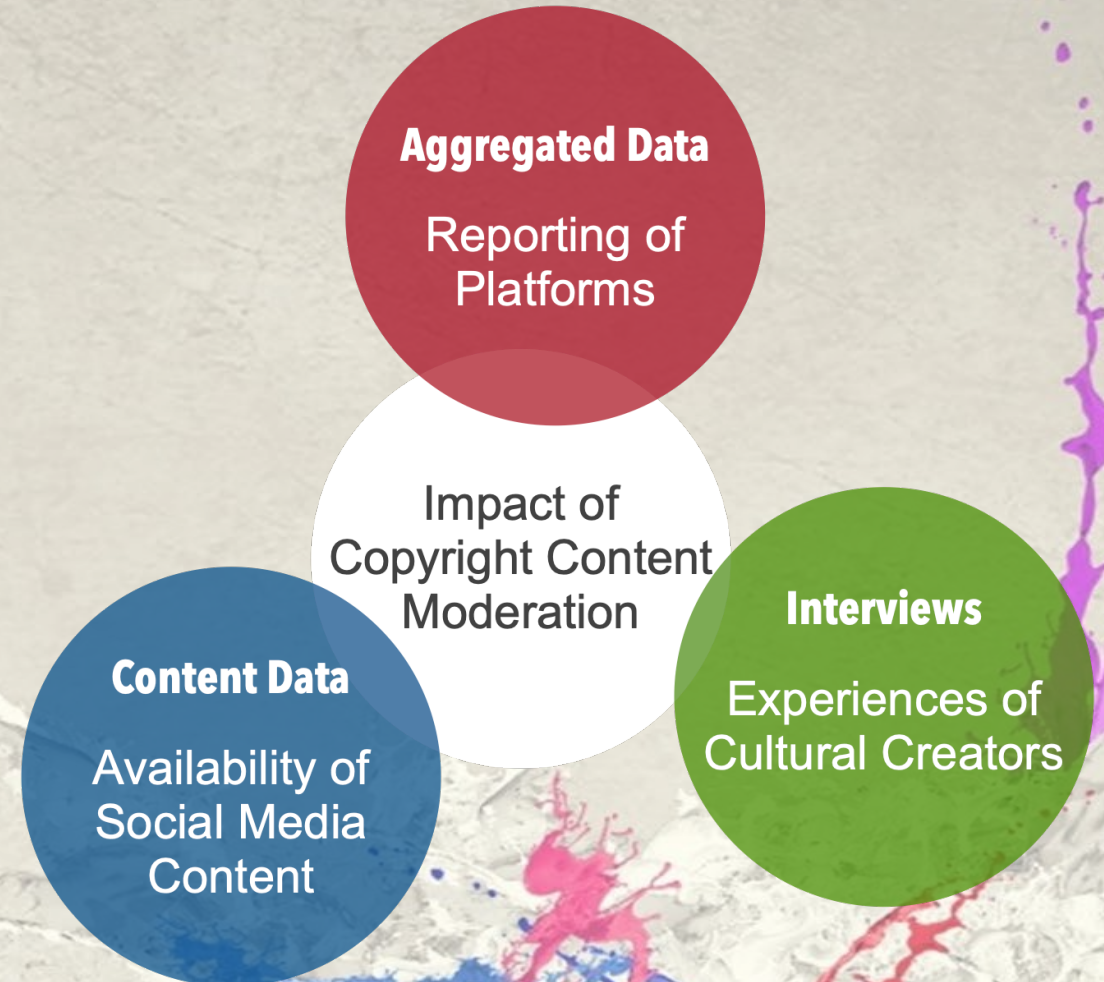 Aggregated Data
Reporting of
Platforms
Impact of
Copyright Content
Moderation
Interviews
Experiences of
Cultural Creators
Content Data
Availability of
Social Media
Content